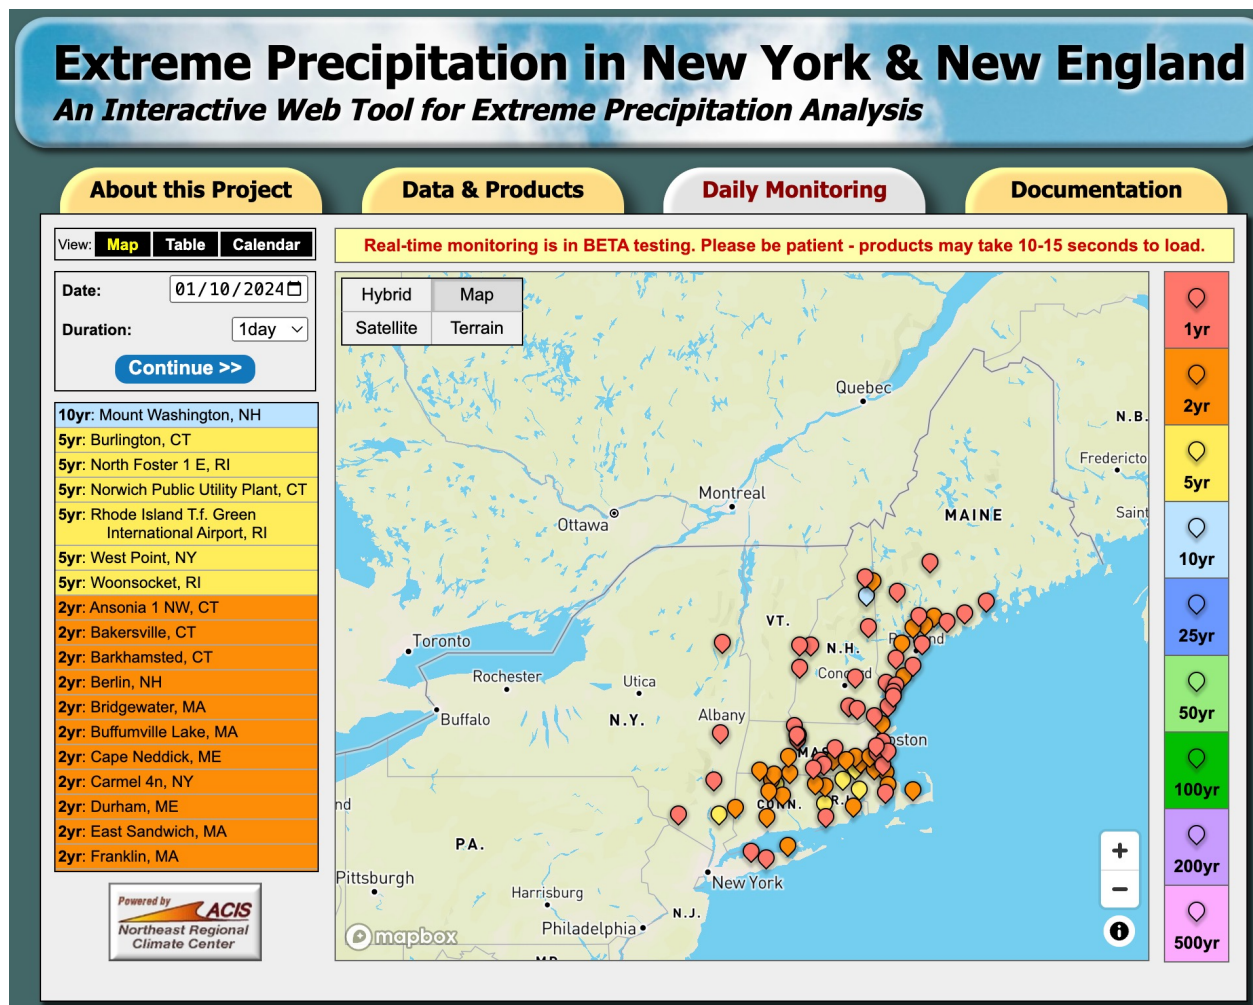 Extreme Precipitation in New York & New England
An Interactive Web Tool for Extreme Precipitation Analysis
About this Project
Data & Products
Daily Monitoring
Documentation
View: Map Table Calendar
Real-time monitoring is in BETA testing. Please be patient - products may take 10-15 seconds to load.
Date: 01/10/2024
Duration: 1day
Continue >>
10yr: Mount Washington, NH
5yr: Burlington, CT
5yr: North Foster 1 E, RI
5yr: Norwich Public Utility Plant, CT
5yr: Rhode Island T.f. Green
International Airport, RI
5yr: West Point, NY
5yr: Woonsocket, RI
2yr: Ansonia 1 NW, CT
2yr: Bakersville, CT
2yr: Barkhamsted, CT
2yr: Berlin, NH
2yr: Bridgewater, MA
2yr: Buffumville Lake, MA
2yr: Cape Neddick, ME
2yr: Carmel 4n, NY
2yr: Durham, ME
2yr: East Sandwich, MA
2yr: Franklin, MA
Powered by
ACIS
Northeast Regional
Climate Center
Hybrid Map
Satellite Terrain
Quebec
N.B.
Fredericto
Montreal
MAINE
Saint
Ottawa
VT.
Toronto
N.H.
Rochester
Utica
Buffalo
N.Y.
Albany
CONN.
PA.
Pittsburgh
New York
Harrisburg
N.J.
Philadelphia
mapbox
+
−
1yr
2yr
5yr
10yr
25yr
50yr
100yr
200yr
500yr